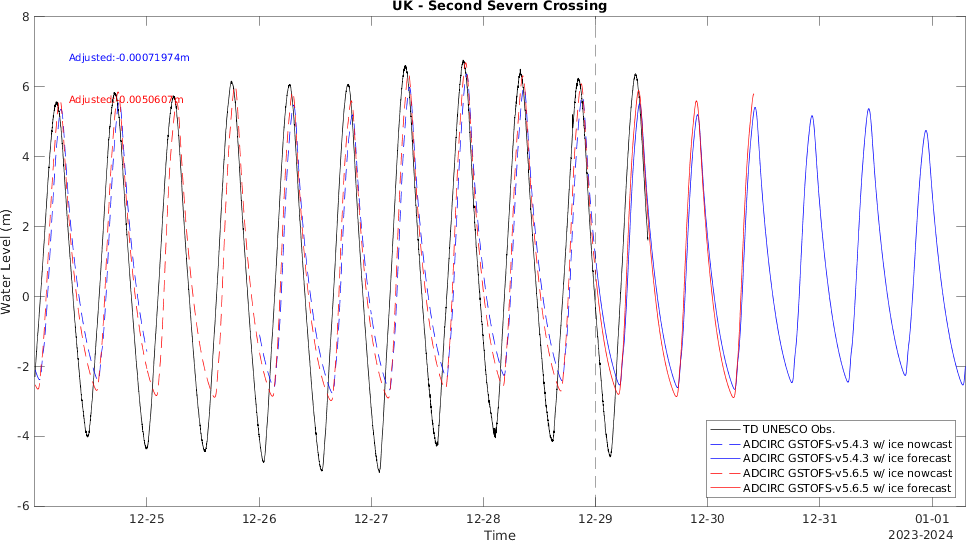 UK - Second Severn Crossing
8
6
4
2
0
-2
-4
-6
Water Level (m)
Adjusted:-0.00071974m
Adjusted:-0.0050607m
TD UNESCO Obs.
ADCIRC GSTOFS-v5.4.3 w/ ice nowcast
ADCIRC GSTOFS-v5.4.3 w/ ice forecast
ADCIRC GSTOFS-v5.6.5 w/ ice nowcast
ADCIRC GSTOFS-v5.6.5 w/ ice forecast
12-25 12-26 12-27 12-28 12-29 12-30 12-31 01-01
Time
2023-2024